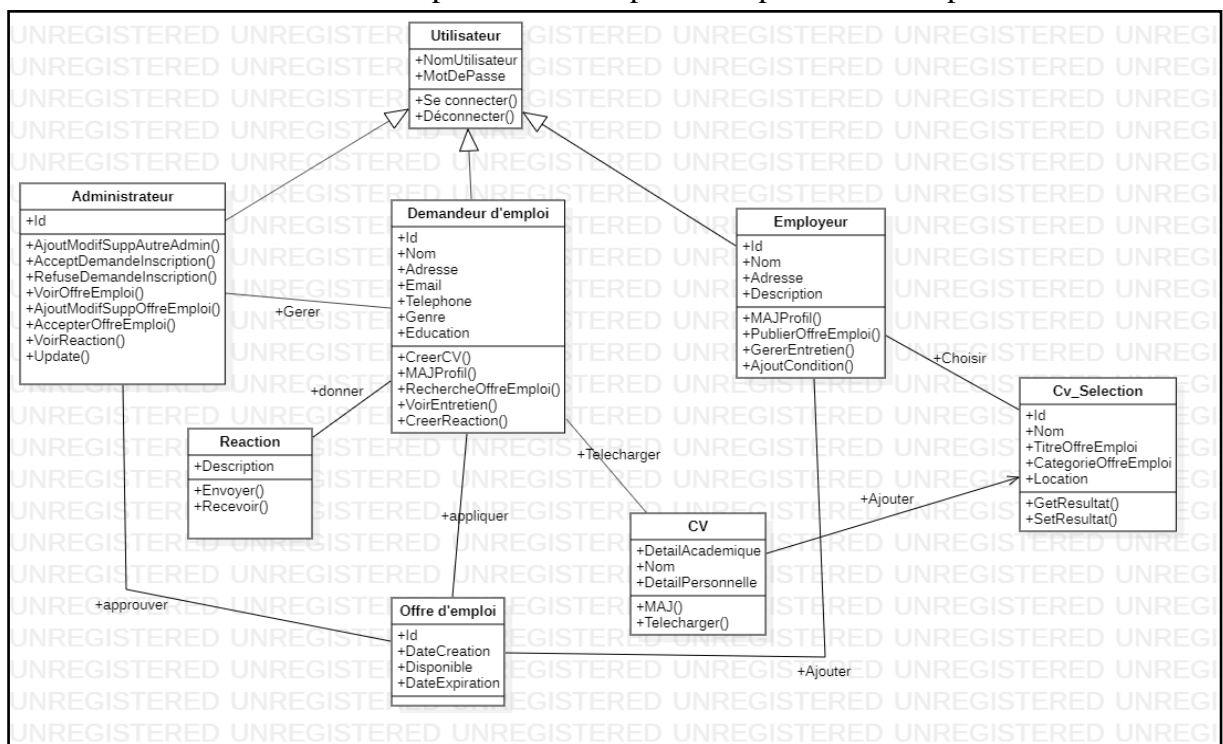 UNREGISTERED UNREGISTERED UNREGISTERED UNREGISTERED UNREGISTERED UNREGI
Utilisateur
+NomUtilisateur
+MotDePasse
+Se connecter()
+Déconnecter()
Administrateur
+Id
+AjoutModifSuppAutreAdmin()
+AcceptDemandeInscription()
+RefuseDemandeInscription()
+VoirOffreEmploi()
+AjoutModifSuppOffreEmploi()
+AccepterOffreEmploi()
+VoirReaction()
+Update()
Demandeur d'emploi
+Id
+Nom
+Adresse
+Email
+Telephone
+Genre
+Education
+CreerCV()
+MAJProfil()
+RechercheOffreEmploi()
+VoirEntretien()
+CreerReaction()
Employeur
+Id
+Nom
+Adresse
+Description
+MAJProfil()
+PublierOffreEmploi()
+GererEntretien()
+AjoutCondition()
+Gerer
+Choisir
+donner
Cv_Selection
+Id
+Nom
+TitreOffreEmploi
+CategorieOffreEmploi
+Location
+GetResultat()
+SetResultat()
Reaction
+Description
+Envoyer()
+Recevoir()
+Telecharger
+Ajouter
+appliquer
CV
+DetailAcademique
+Nom
+DetailPersonnelle
+MAJ()
+Telecharger()
+approuver
Offre d'emploi
+Id
+DateCreation
+Disponible
+DateExpiration
+Ajouter